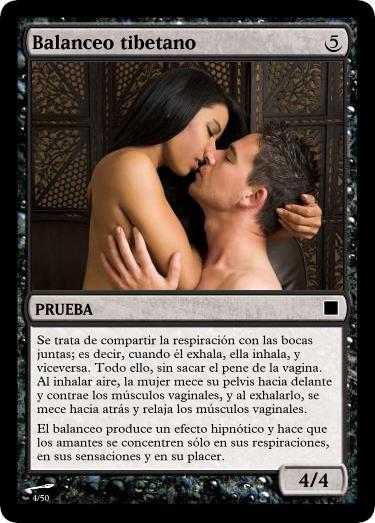 Balanceo tibetano 5
PRUEBA
Se trata de compartir la respiración con las bocas
juntas; es decir, cuando él exhala, ella inhala, y
viceversa. Todo ello, sin sacar el pene de la vagina.
Al inhalar aire, la mujer mece su pelvis hacia delante
y contrae los músculos vaginales, y al exhalarlo, se
mece hacia atrás y relaja los músculos vaginales.
El balanceo produce un efecto hipnótico y hace que
los amantes se concentren sólo en sus respiraciones,
en sus sensaciones y en su placer.
4/4
4/50